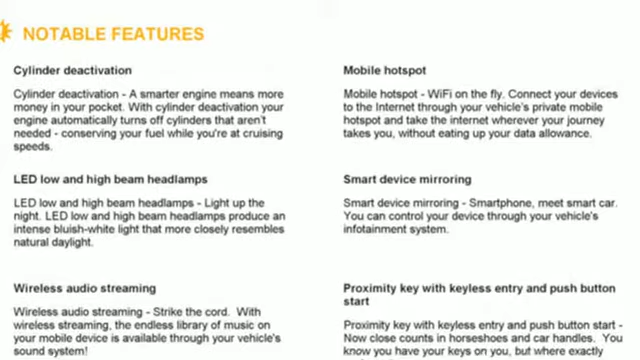 NOTABLE FEATURES
Cylinder deactivation
Cylinder deactivation - A smarter engine means more
money in your pocket. With cylinder deactivation your
engine automatically turns off cylinders that aren't
needed - conserving your fuel while you're at cruising
speeds.
LED low and high beam headlamps
LED low and high beam headlamps - Light up the
night. LED low and high beam headlamps produce an
intense bluish-white light that more closely resembles
natural daylight.
Wireless audio streaming
Wireless audio streaming - Strike the cord. With
wireless streaming, the endless library of music on
your mobile device is available through your vehicle's
sound system!
Mobile hotspot
Mobile hotspot - WiFi on the fly. Connect your devices
to the Internet through your vehicle's private mobile
hotspot and take the internet wherever your journey
takes you, without eating up your data allowance.
Smart device mirroring
Smart device mirroring - Smartphone, meet smart car.
You can control your device through your vehicle's
infotainment system.
Proximity key with keyless entry and push button
start
Proximity key with keyless entry and push button start -
Now close counts in horseshoes and car handles. You
know you have your keys on you, but where exactly